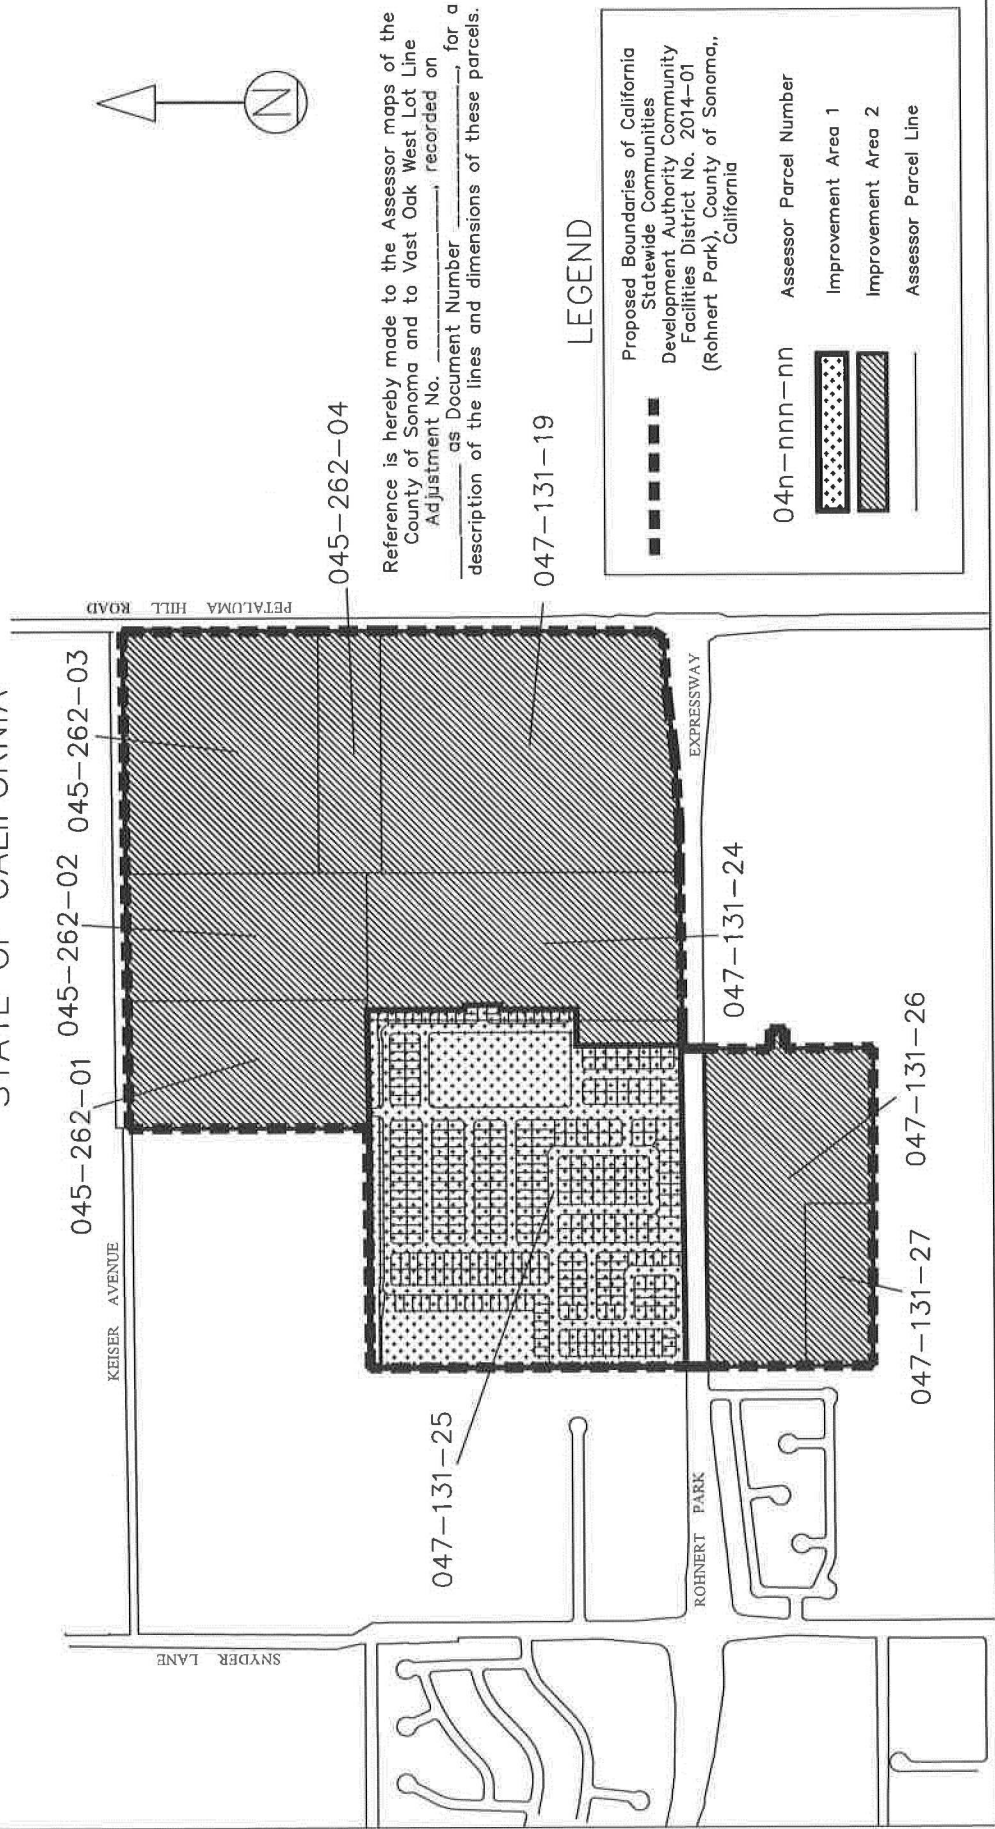 STATE OF CALIFORNIA
045-262-01
045-262-02
045-262-03
KEISER AVENUE
PETALUMA HILL ROAD
SNYDER LANE
045-262-04
047-131-19
047-131-25
047-131-24
ROHNERT PARK
EXPRESSWAY
047-131-27
047-131-26
N
Reference is hereby made to the Assessor maps of the
County of Sonoma and to Vast Oak West Lot Line
Adjustment No. __________, recorded on
________ as Document Number ________, for a
description of the lines and dimensions of these parcels.
LEGEND
Proposed Boundaries of California
Statewide Communities
Development Authority Community
Facilities District No. 2014-01
(Rohnert Park), County of Sonoma,,
California
04n-nnn-nn
Assessor Parcel Number
Improvement Area 1
Improvement Area 2
Assessor Parcel Line